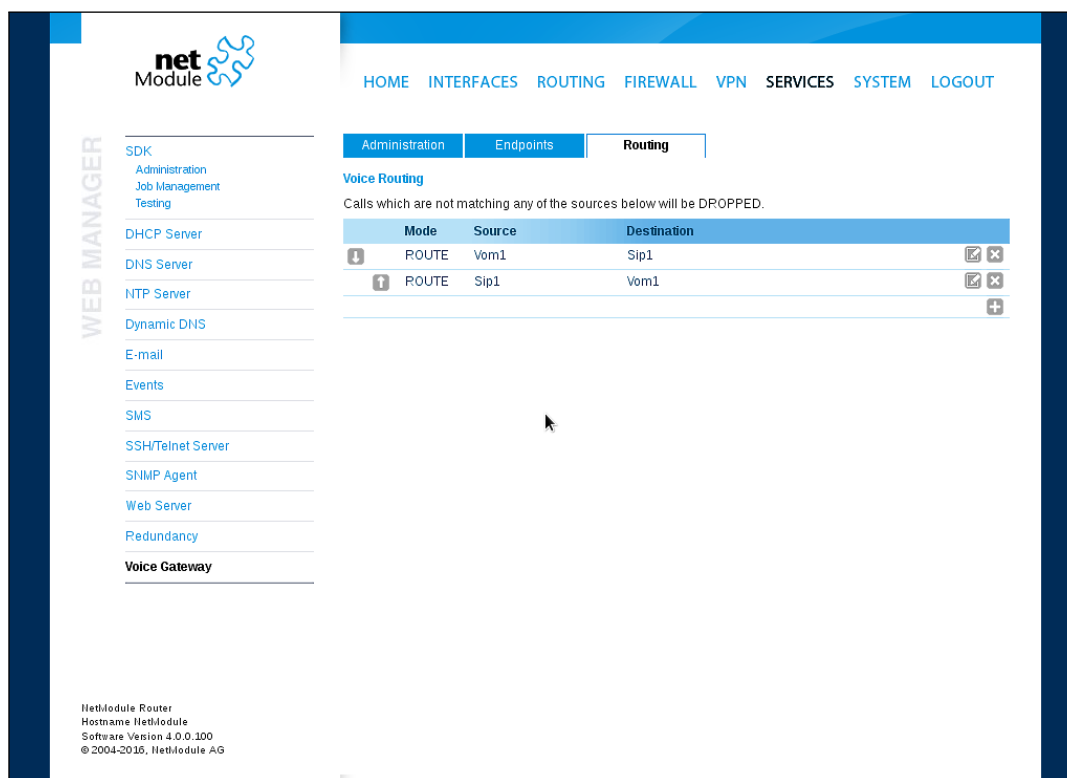 net
Module
HOME INTERFACES ROUTING FIREWALL VPN SERVICES SYSTEM LOGOUT
WEB MANAGER
SDK
Administration
Job Management
Testing
DHCP Server
DNS Server
NTP Server
Dynamic DNS
E-mail
Events
SMS
SSH/Telnet Server
SNMP Agent
Web Server
Redundancy
Voice Gateway
Administration Endpoints Routing
Voice Routing
Calls which are not matching any of the sources below will be DROPPED.
Mode Source Destination
ROUTE Vom1 Sip1
ROUTE Sip1 Vom1
NetModule Router
Hostname NetModule
Software Version 4.0.0.100
© 2004-2016, NetModule AG